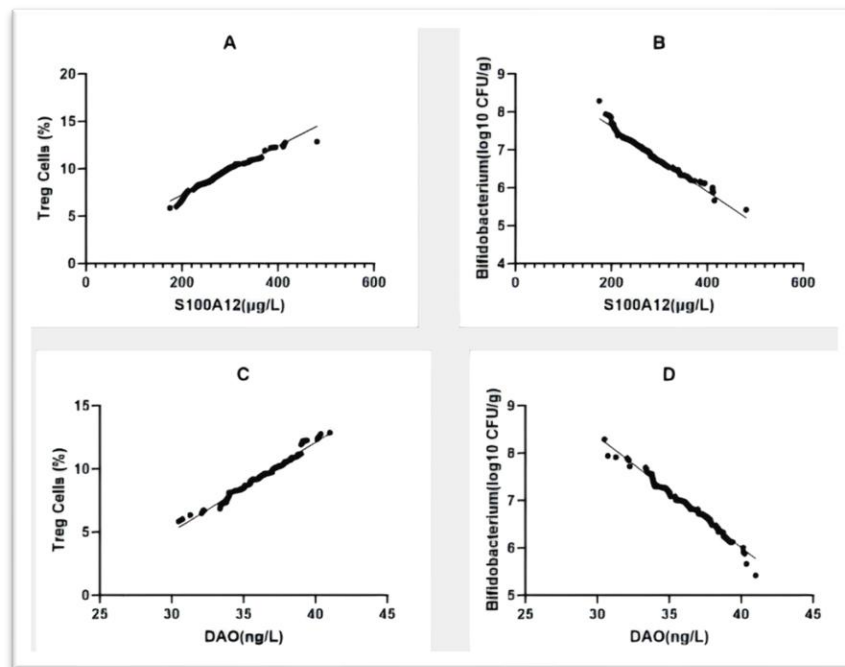 A
20
15
10
5
0
Treg Cells (%)
0 200 400 600
S100A12(µg/L)
B
9
8
7
6
5
4
Bifidobacterium(log10 CFU/g)
0 200 400 600
S100A12(µg/L)
C
15
10
5
0
Treg Cells (%)
25 30 35 40 45
DAO(ng/L)
D
9
8
7
6
5
Bifidobacterium(log10 CFU/g)
25 30 35 40 45
DAO(ng/L)